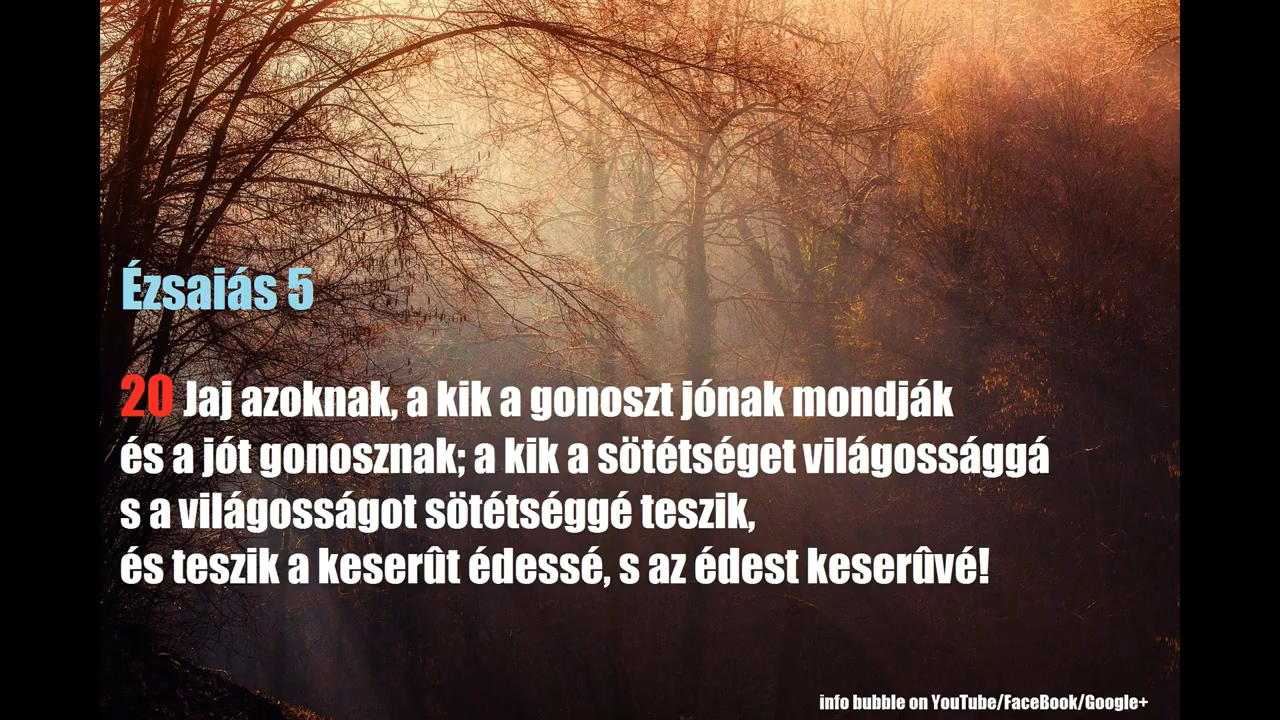 Ézsaiás 5
20 Jaj azoknak, a kik a gonoszt jónak mondják
és a jót gonosznak; a kik a sötétséget világossággá
s a világosságot sötétséggé teszik,
és teszik a keserût édessé, s az édest keserûvé!
info bubble on YouTube/FaceBook/Google+